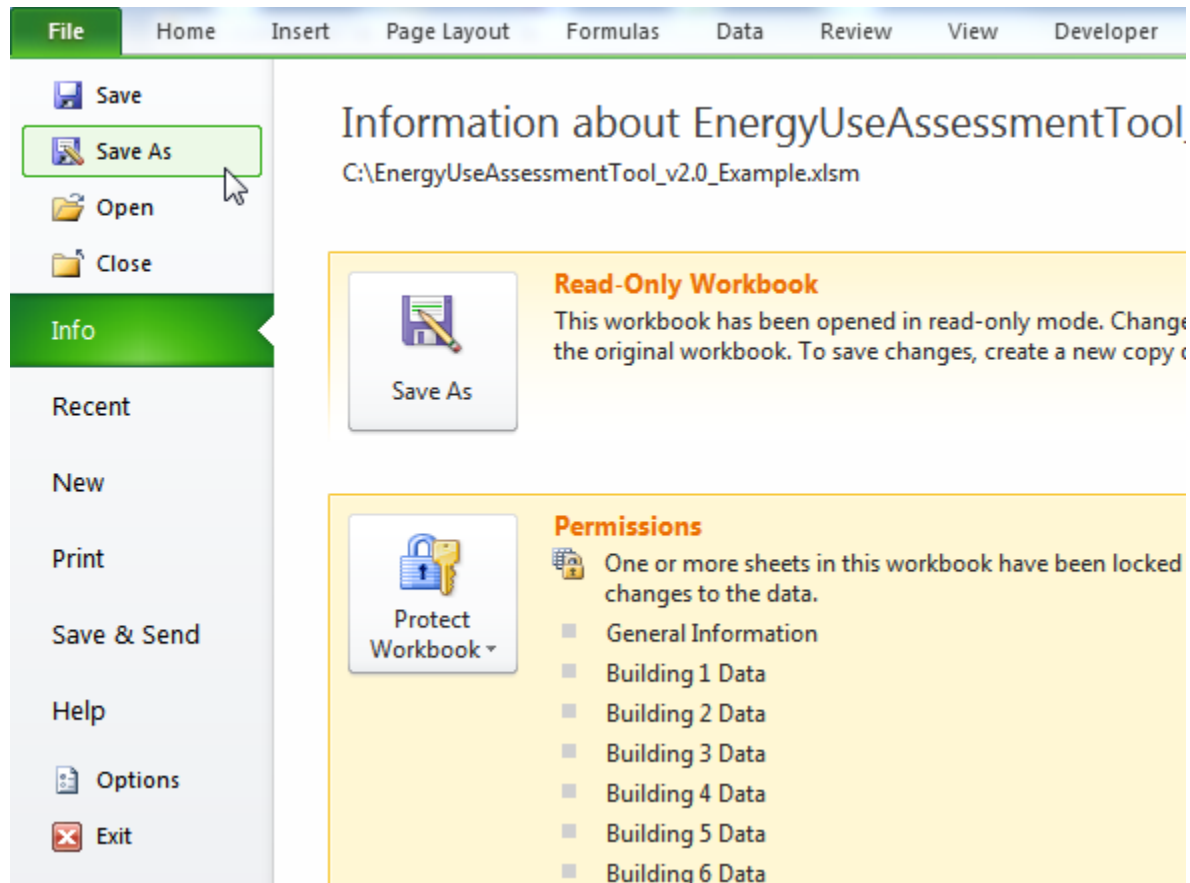 File Home Insert Page Layout Formulas Data Review View Developer
Save
Save As
Open
Close
Info
Recent
New
Print
Save & Send
Help
Options
Exit
Information about EnergyUseAssessmentTool_
C:\EnergyUseAssessmentTool_v2.0_Example.xlsm
Save As
Read-Only Workbook
This workbook has been opened in read-only mode. Change
the original workbook. To save changes, create a new copy
Protect
Workbook
Permissions
One or more sheets in this workbook have been locked
changes to the data.
General Information
Building 1 Data
Building 2 Data
Building 3 Data
Building 4 Data
Building 5 Data
Building 6 Data